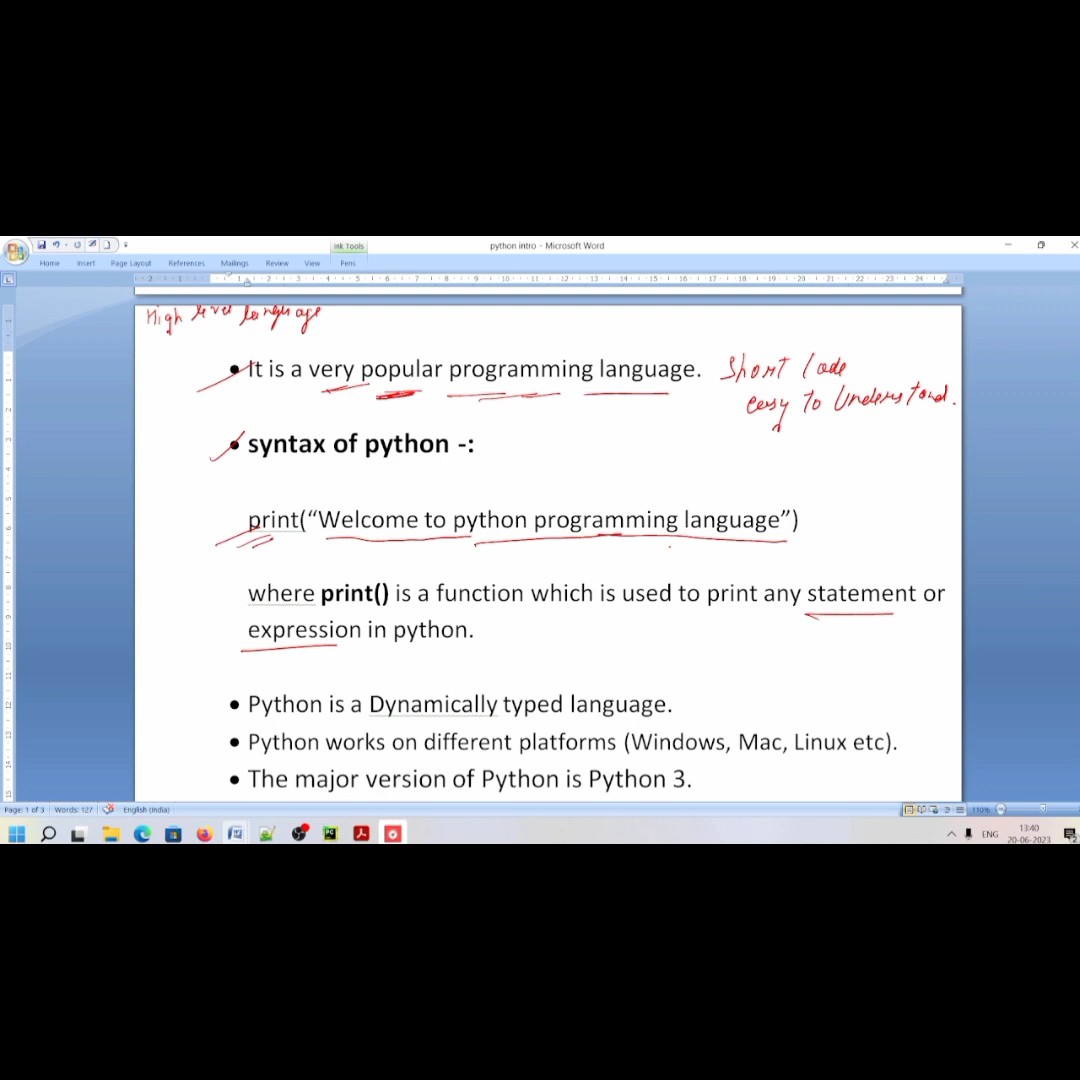 Ink Tools
python intro - Microsoft Word
Home Insert Page Layout References Mailings Review View Pens
High level language
• It is a very popular programming language. Short Code
easy to Understand.
• syntax of python -:
print(“Welcome to python programming language”)
where print() is a function which is used to print any statement or
expression in python.
• Python is a Dynamically typed language.
• Python works on different platforms (Windows, Mac, Linux etc).
• The major version of Python is Python 3.
Page: 1 of 3 Words: 127 English (India) 110%
ENG 13:40
20-06-2023